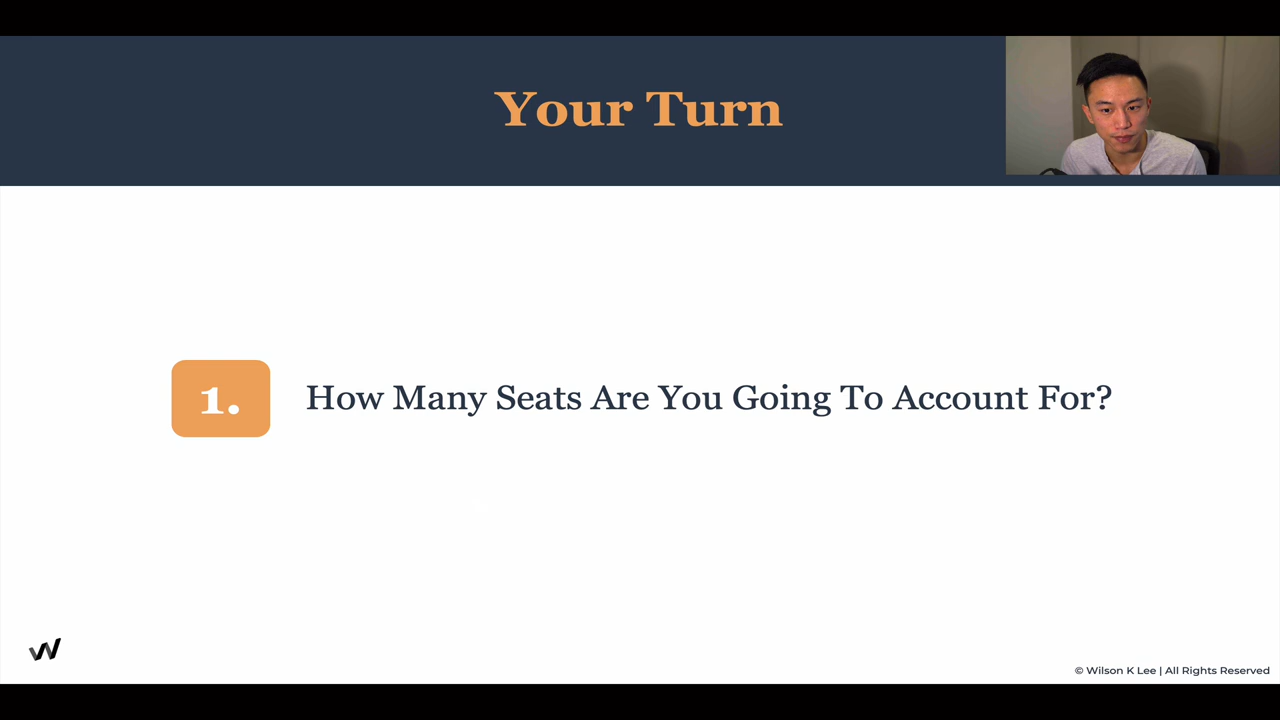 Your Turn
1.
How Many Seats Are You Going To Account For?
© Wilson K Lee | All Rights Reserved